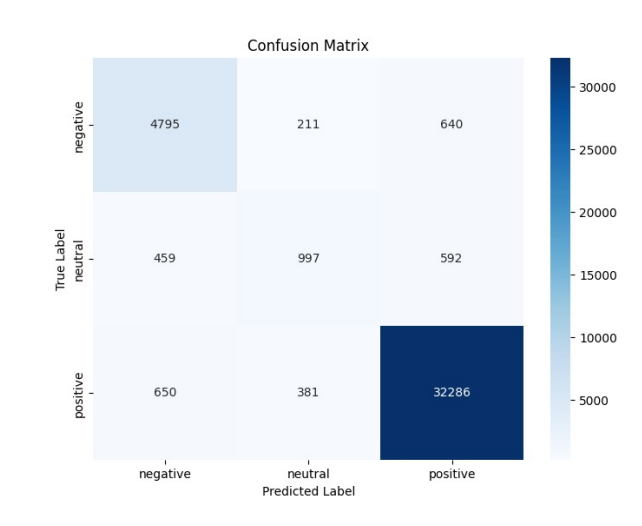 Confusion Matrix
True Label
negative
4795 211 640
neutral
459 997 592
positive
650 381 32286
negative neutral positive
Predicted Label
30000
25000
20000
15000
10000
5000